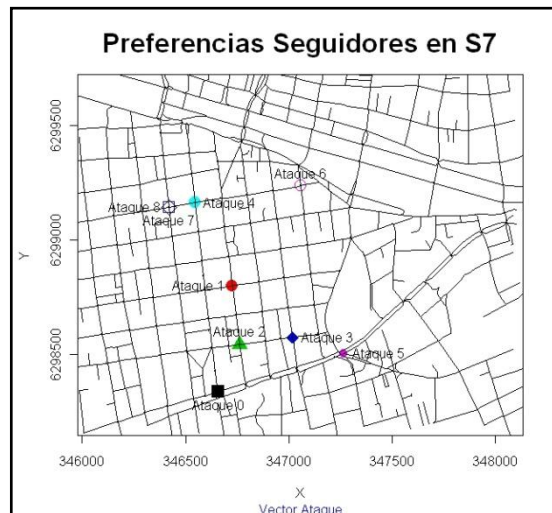 Preferencias Seguidores en S7
6299500
6299000
6298500
Y
Ataque 6
Ataque 8
Ataque 4
Ataque 7
Ataque 1
Ataque 2
Ataque 3
Ataque 5
Ataque 0
346000
346500
347000
347500
348000
X
Vector Ataque